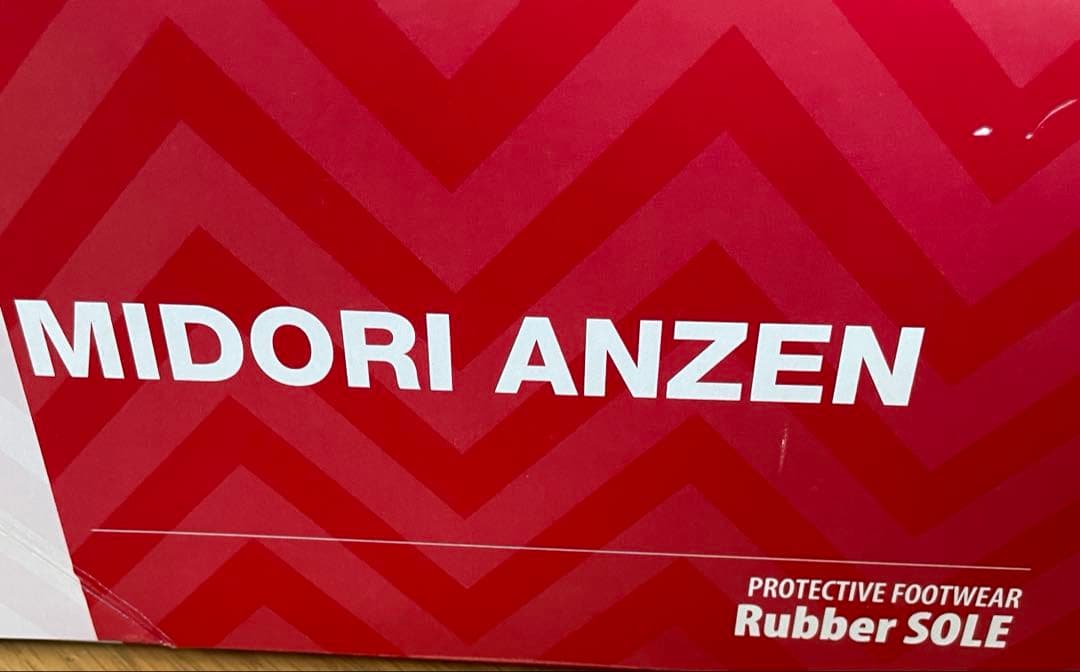 MIDORI ANZEN
PROTECTIVE FOOTWEAR
Rubber SOLE